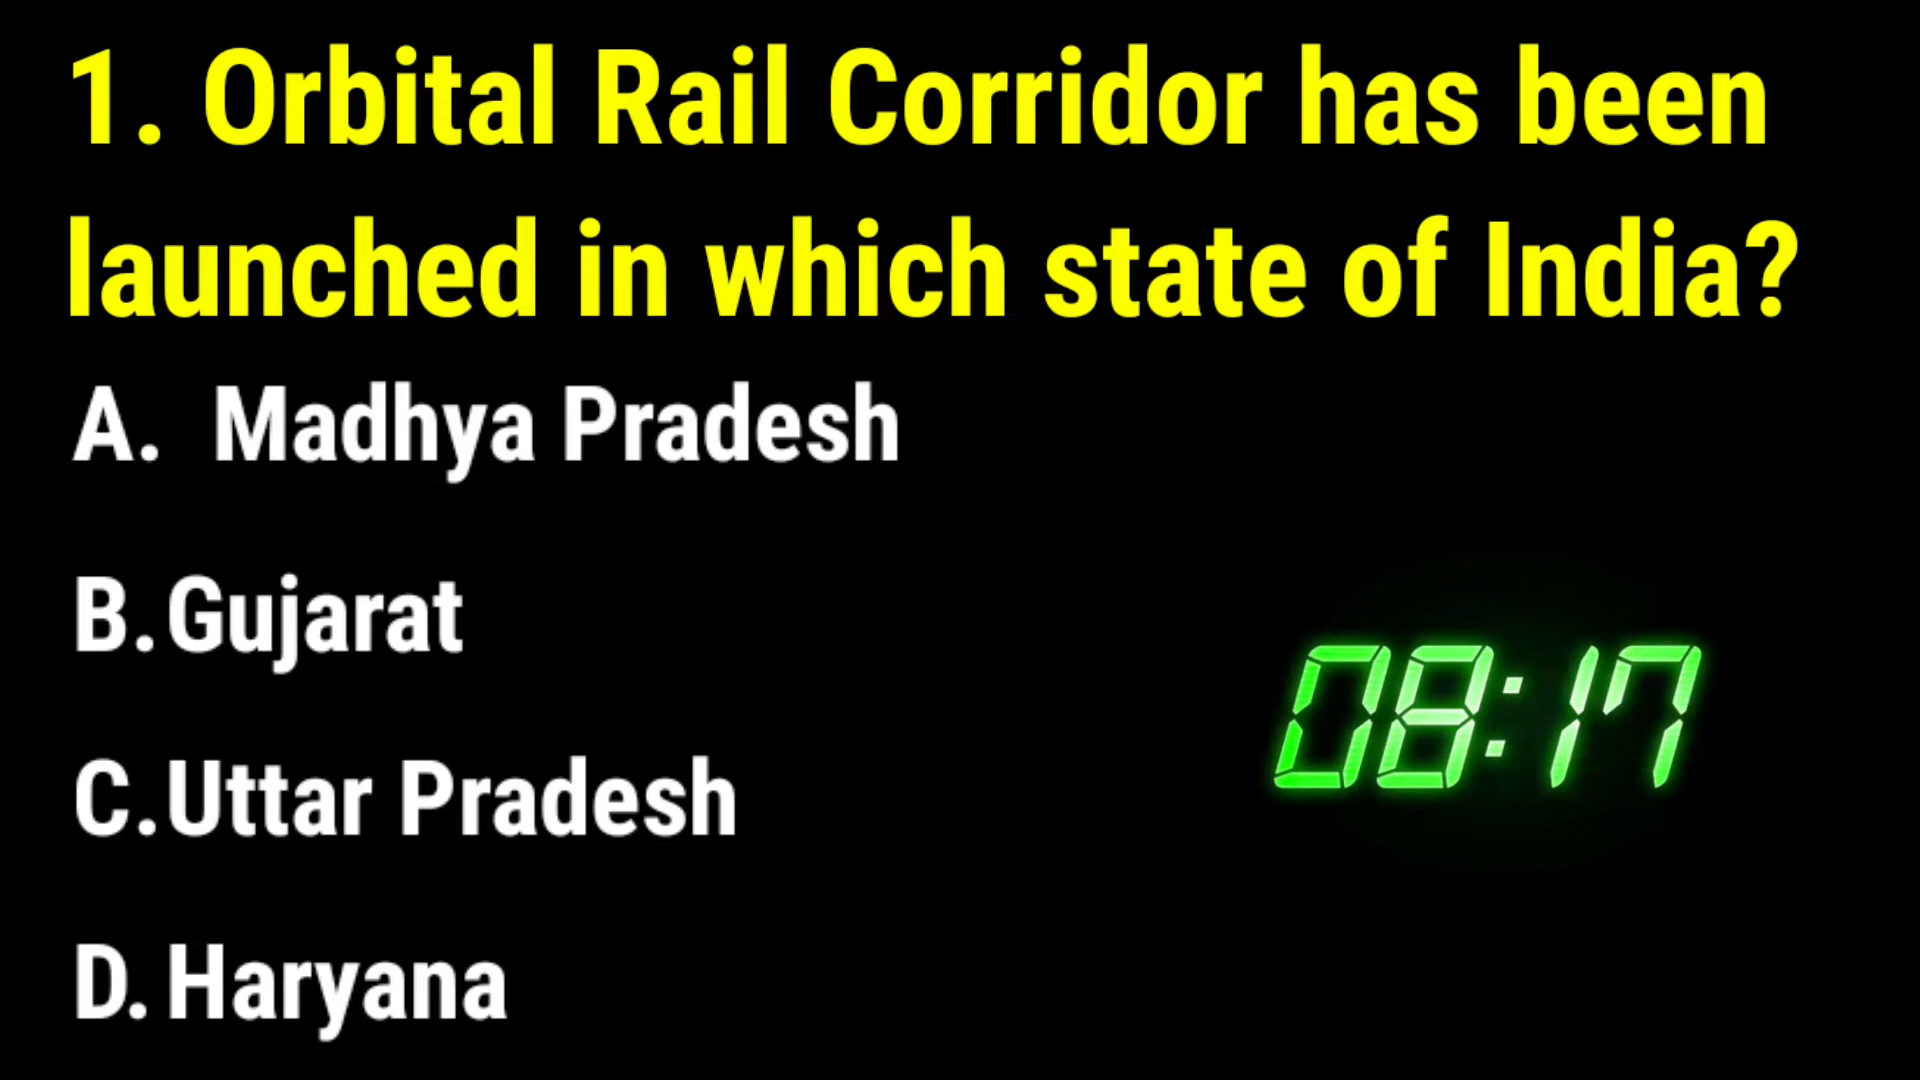 1. Orbital Rail Corridor has been
launched in which state of India?
A. Madhya Pradesh
B. Gujarat
C. Uttar Pradesh
D. Haryana
08:17